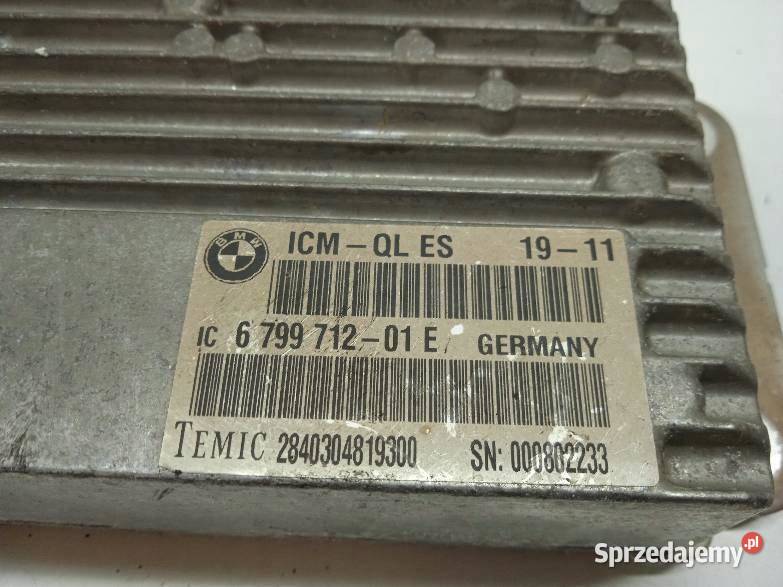 BMW
ICM-QL ES 19-11
IC 6 799 712-01 E GERMANY
TEMIC 2840304819300 SN: 000802233
Sprzedajemy.pl